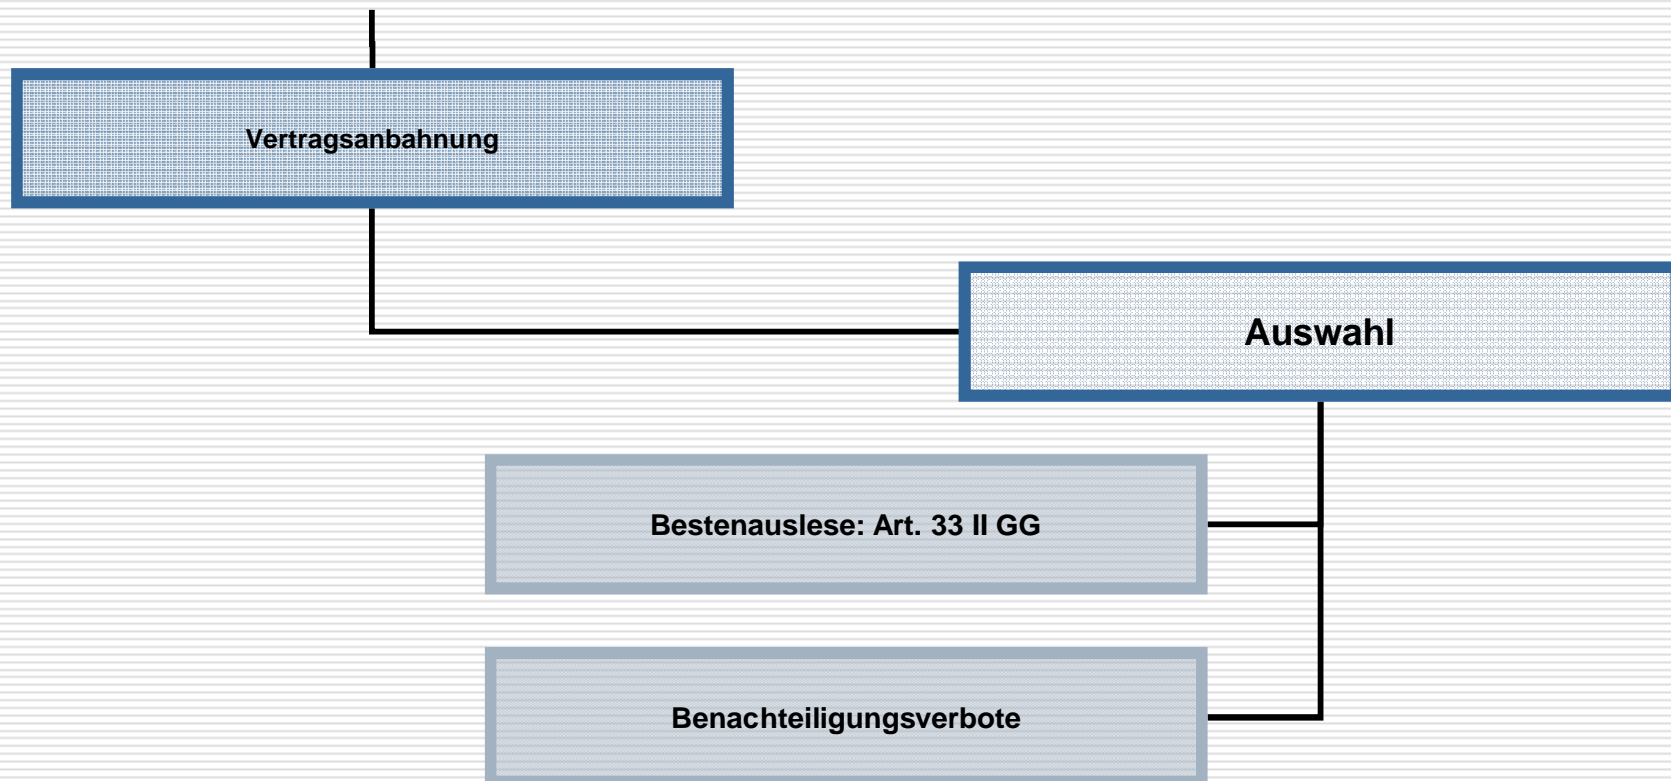 Vertragsanbahnung
Auswahl
Bestenauslese: Art. 33 II GG
Benachteiligungsverbote